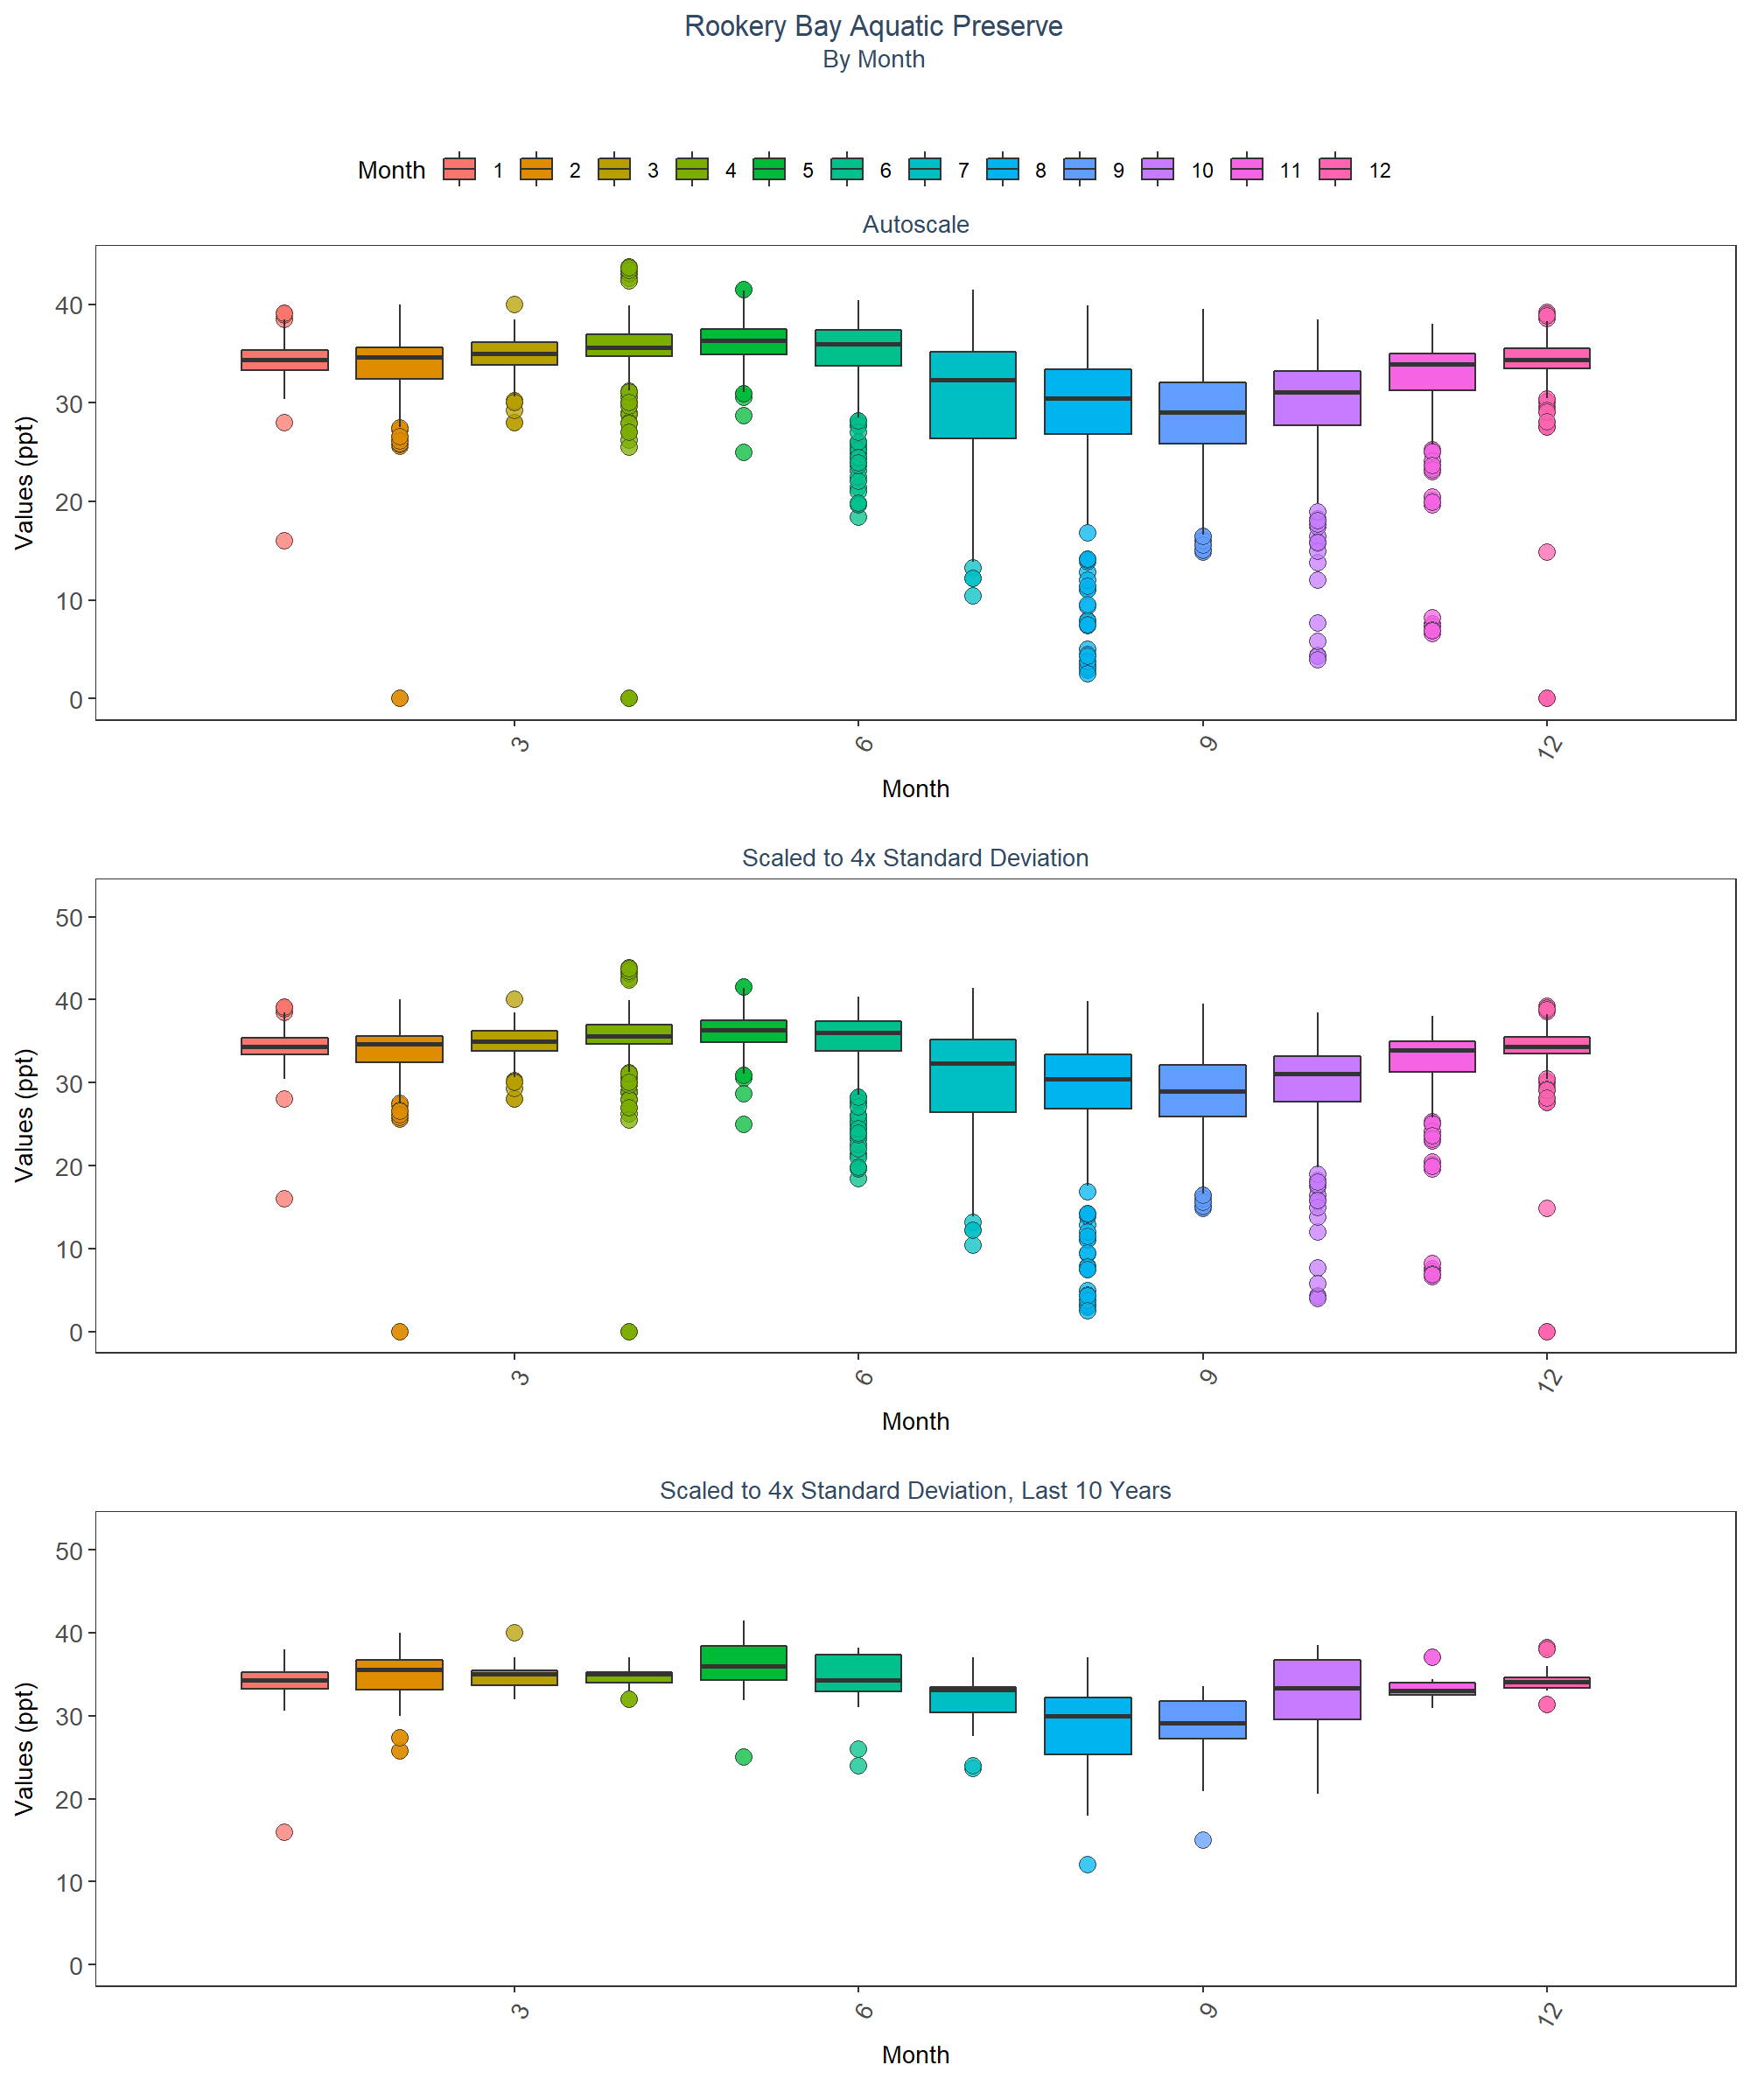 Rookery Bay Aquatic Preserve
By Month
Month 1 2 3 4 5 6 7 8 9 10 11 12
Autoscale
Values (ppt)
40
30
20
10
0
3 6 9 12
Month
Scaled to 4x Standard Deviation
Values (ppt)
50
40
30
20
10
0
3 6 9 12
Month
Scaled to 4x Standard Deviation, Last 10 Years
Values (ppt)
50
40
30
20
10
0
3 6 9 12
Month